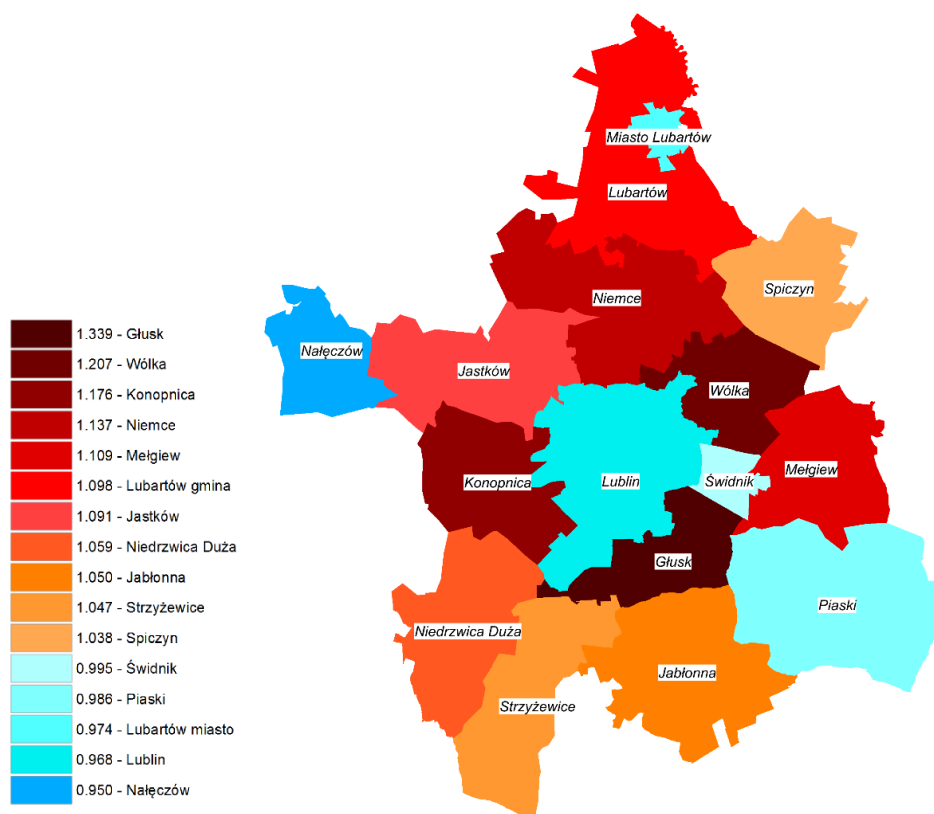 Miasto Lubartów
Lubartów
Spiczyn
Niemce
Nałęczów
Jastków
Wólka
Mełgiew
Konopnica
Lublin
Świdnik
Głusk
Piaski
Niedrzwica Duża
Jabłonna
Strzyżewice
1.339 - Głusk
1.207 - Wólka
1.176 - Konopnica
1.137 - Niemce
1.109 - Mełgiew
1.098 - Lubartów gmina
1.091 - Jastków
1.059 - Niedrzwica Duża
1.050 - Jabłonna
1.047 - Strzyżewice
1.038 - Spiczyn
0.995 - Świdnik
0.986 - Piaski
0.974 - Lubartów miasto
0.968 - Lublin
0.950 - Nałęczów